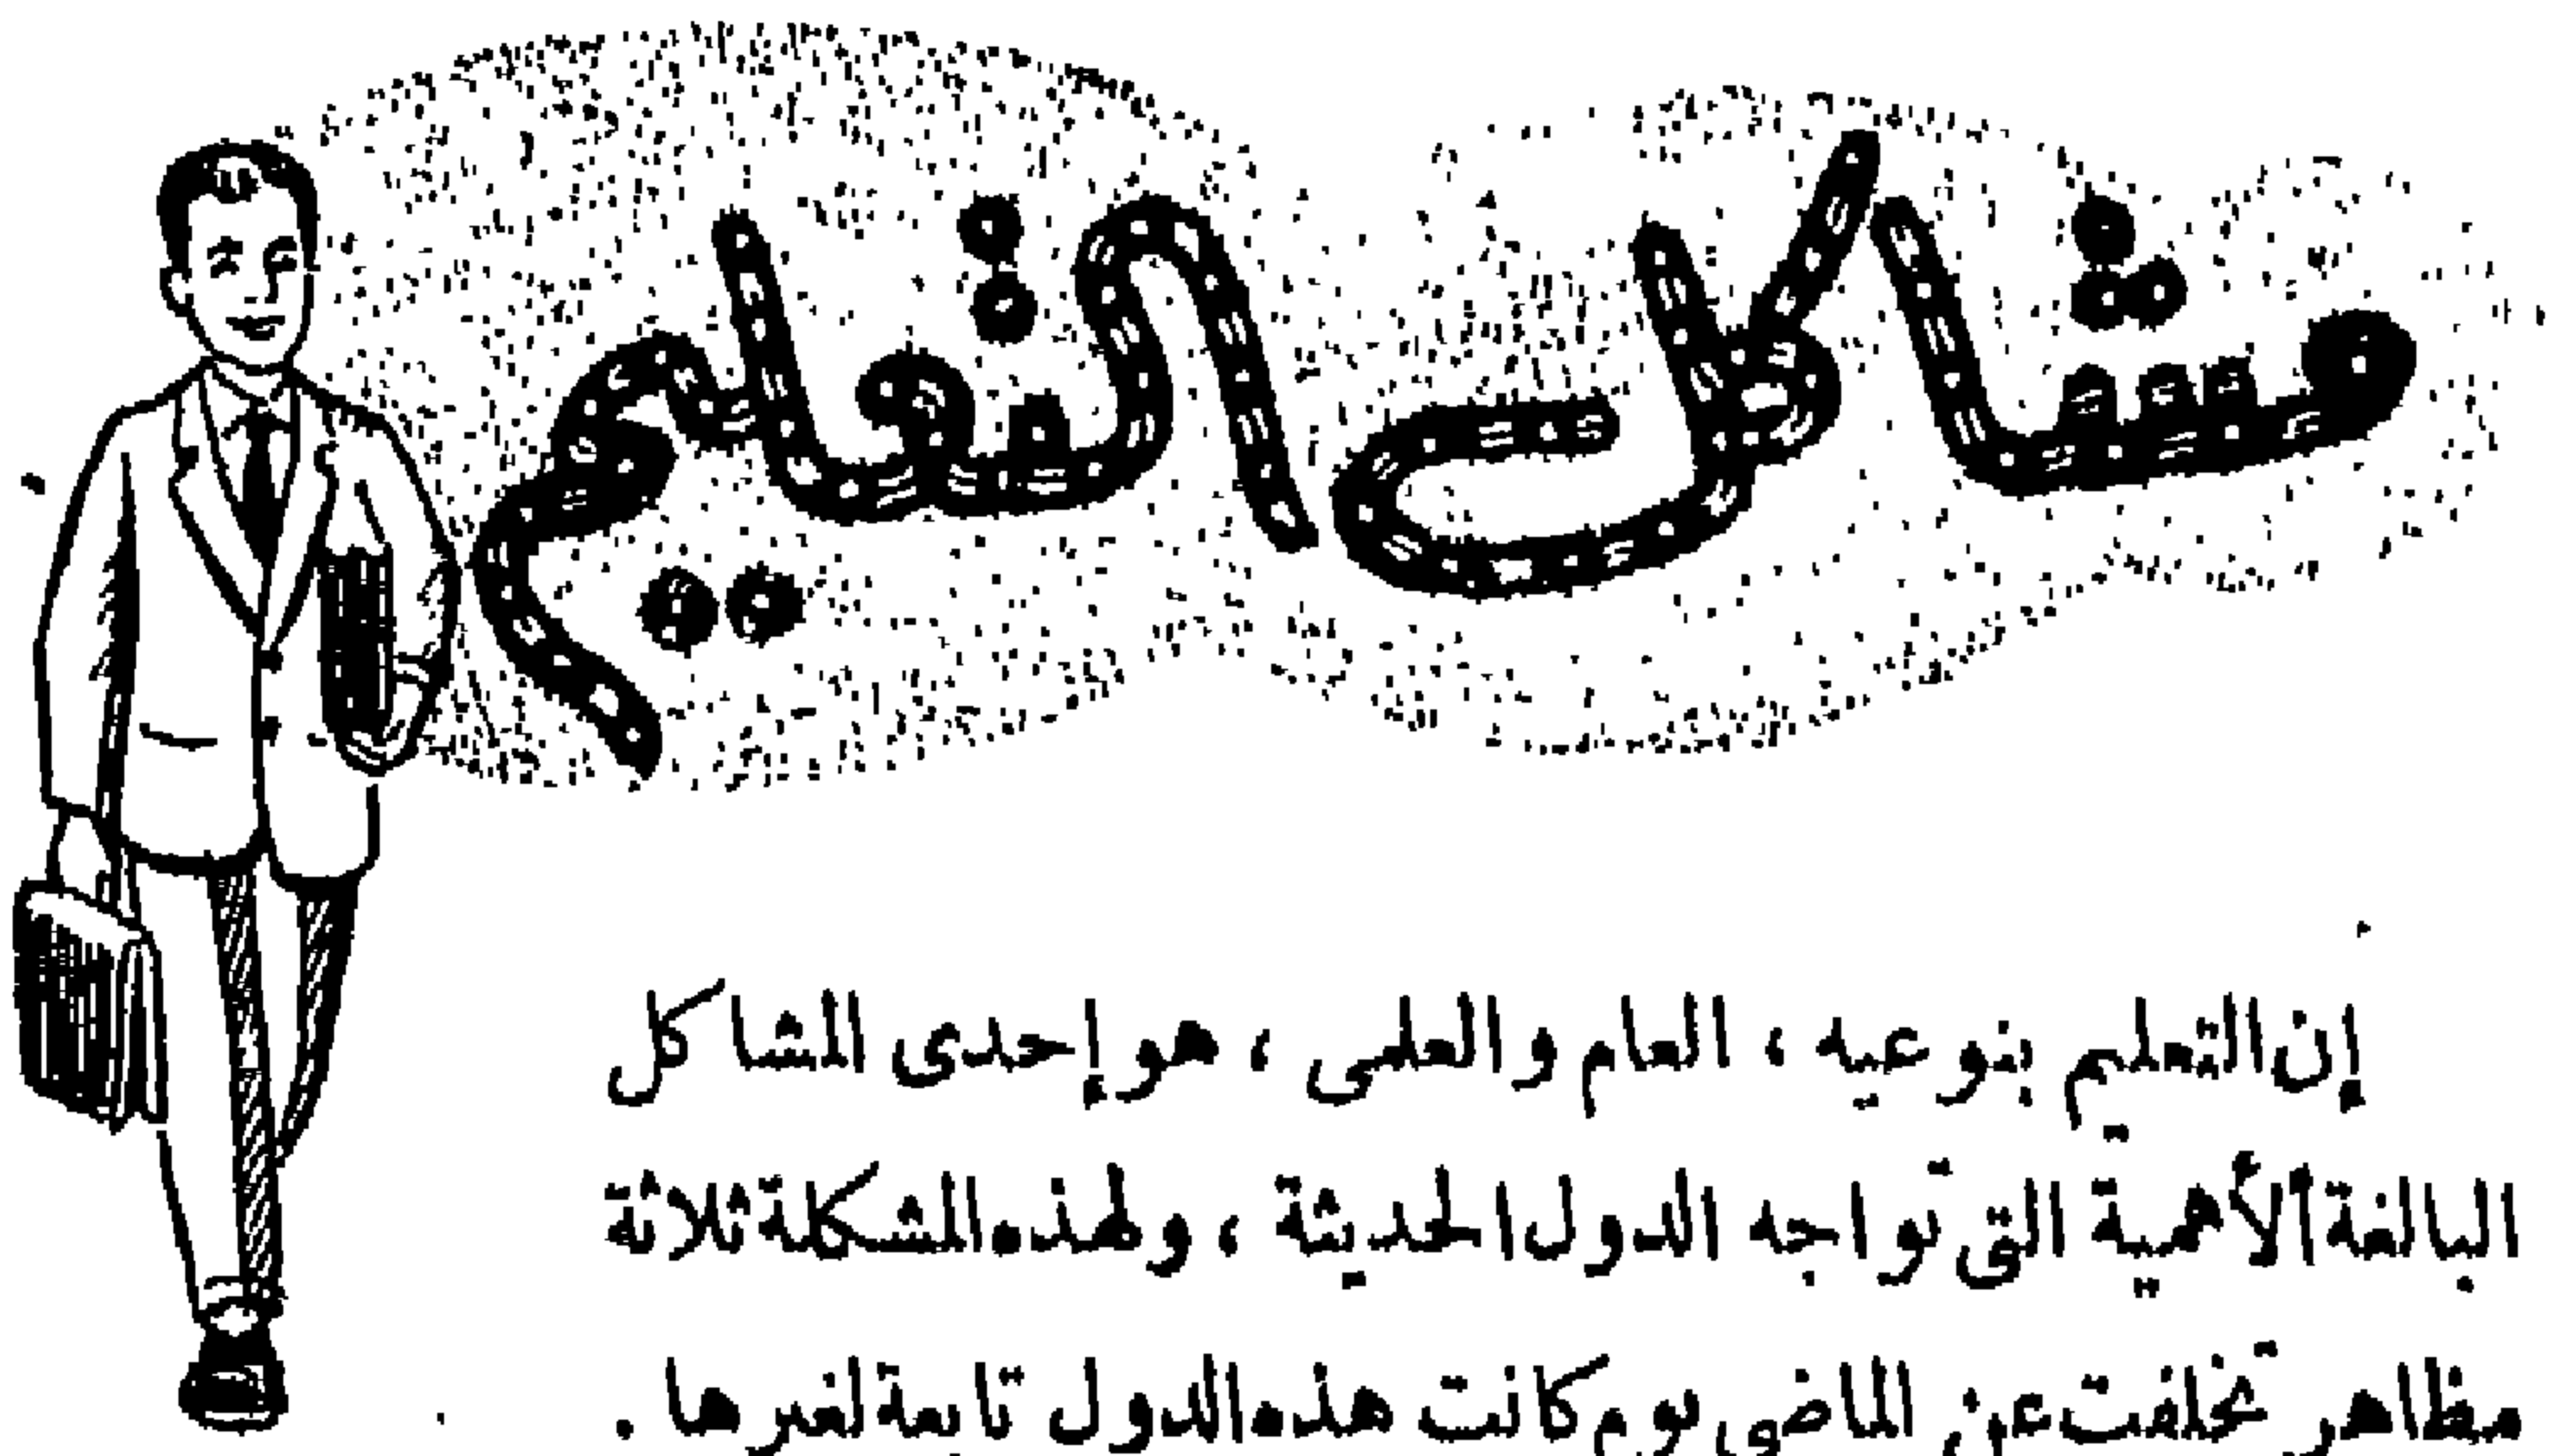 مشاكل التعليم
إن التعليم بنوعيه ، العام والعلمى ، هو إحدى المشاكل
البالغة الأهمية التى تواجه الدول الحديثة ، ولهذه المشكلة ثلاثة
مظاهر تخلفت عن الماضى يوم كانت هذه الدول تابعة لغيرها .